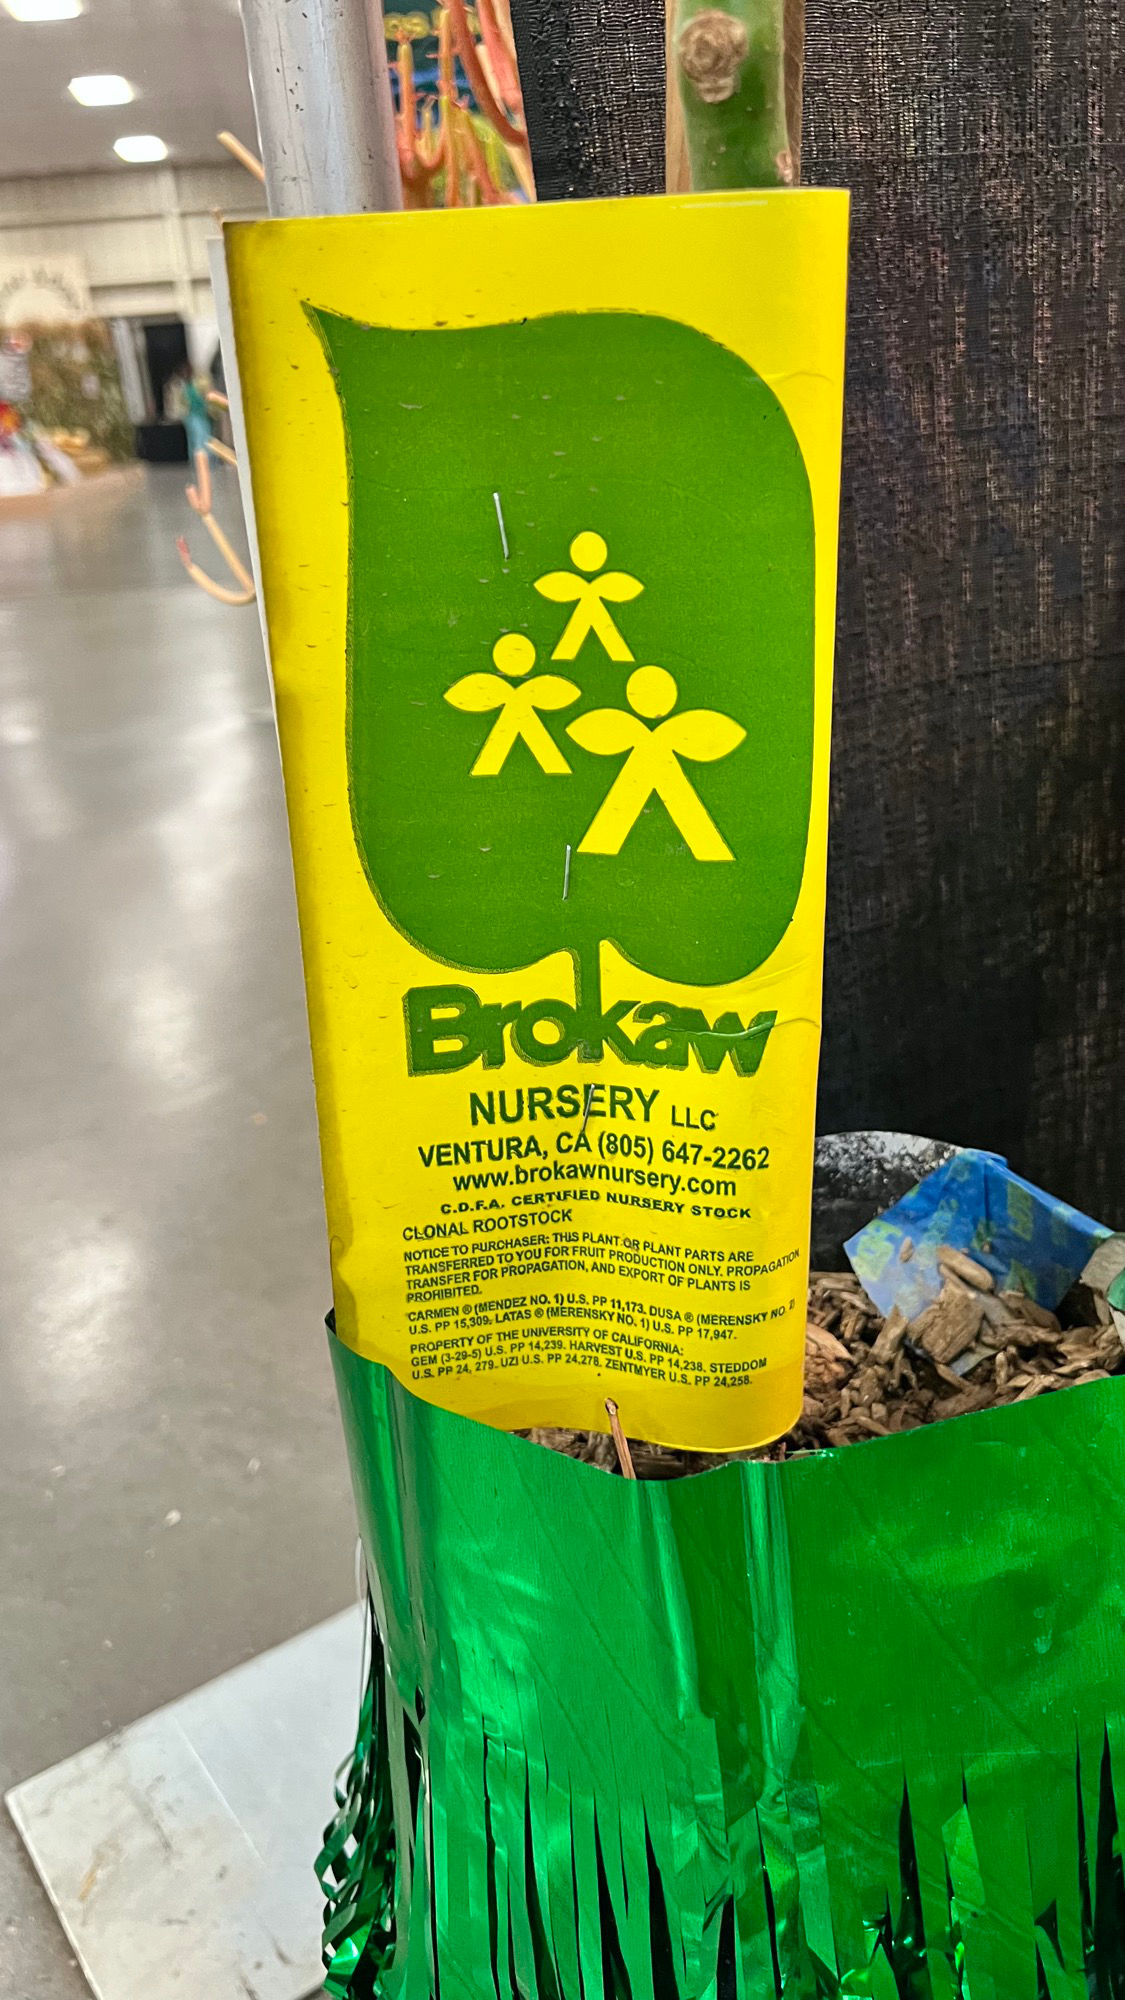 Brokaw
NURSERY LLC
VENTURA, CA (805) 647-2262
www.brokawnursery.com
C.D.F.A. CERTIFIED NURSERY STOCK
CLONAL ROOTSTOCK
NOTICE TO PURCHASER: THIS PLANT OR PLANT PARTS ARE
TRANSFERRED TO YOU FOR FRUIT PRODUCTION ONLY. PROPAGATION,
TRANSFER FOR PROPAGATION, AND EXPORT OF PLANTS IS
PROHIBITED.
CARMEN ® (MENDEZ NO. 1) U.S. PP 11,173. DUSA ® (MERENSKY NO. 2)
U.S. PP 15,309. LATAS ® (MERENSKY NO. 1) U.S. PP 17,947.
PROPERTY OF THE UNIVERSITY OF CALIFORNIA:
GEM (3-29-5) U.S. PP 14,239. HARVEST U.S. PP 14,238. STEDDOM
U.S. PP 24, 279. UZI U.S. PP 24,278. ZENTMYER U.S. PP 24,258.